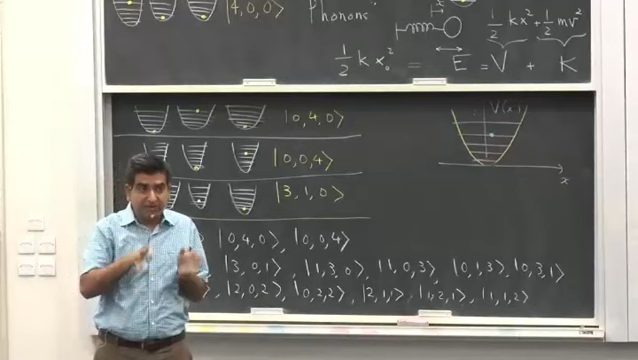 |4,0,0⟩ Phonons x 1/2 kx² + 1/2 mv²
1/2 k x₀² = E = V + K
|0,4,0⟩ V(x)
|0,0,4⟩
|3,1,0⟩ x
|0,4,0⟩, |0,0,4⟩
|3,0,1⟩, |1,3,0⟩, |1,0,3⟩, |0,1,3⟩, |0,3,1⟩
|2,0,2⟩, |0,2,2⟩, |2,1,1⟩, |1,2,1⟩, |1,1,2⟩